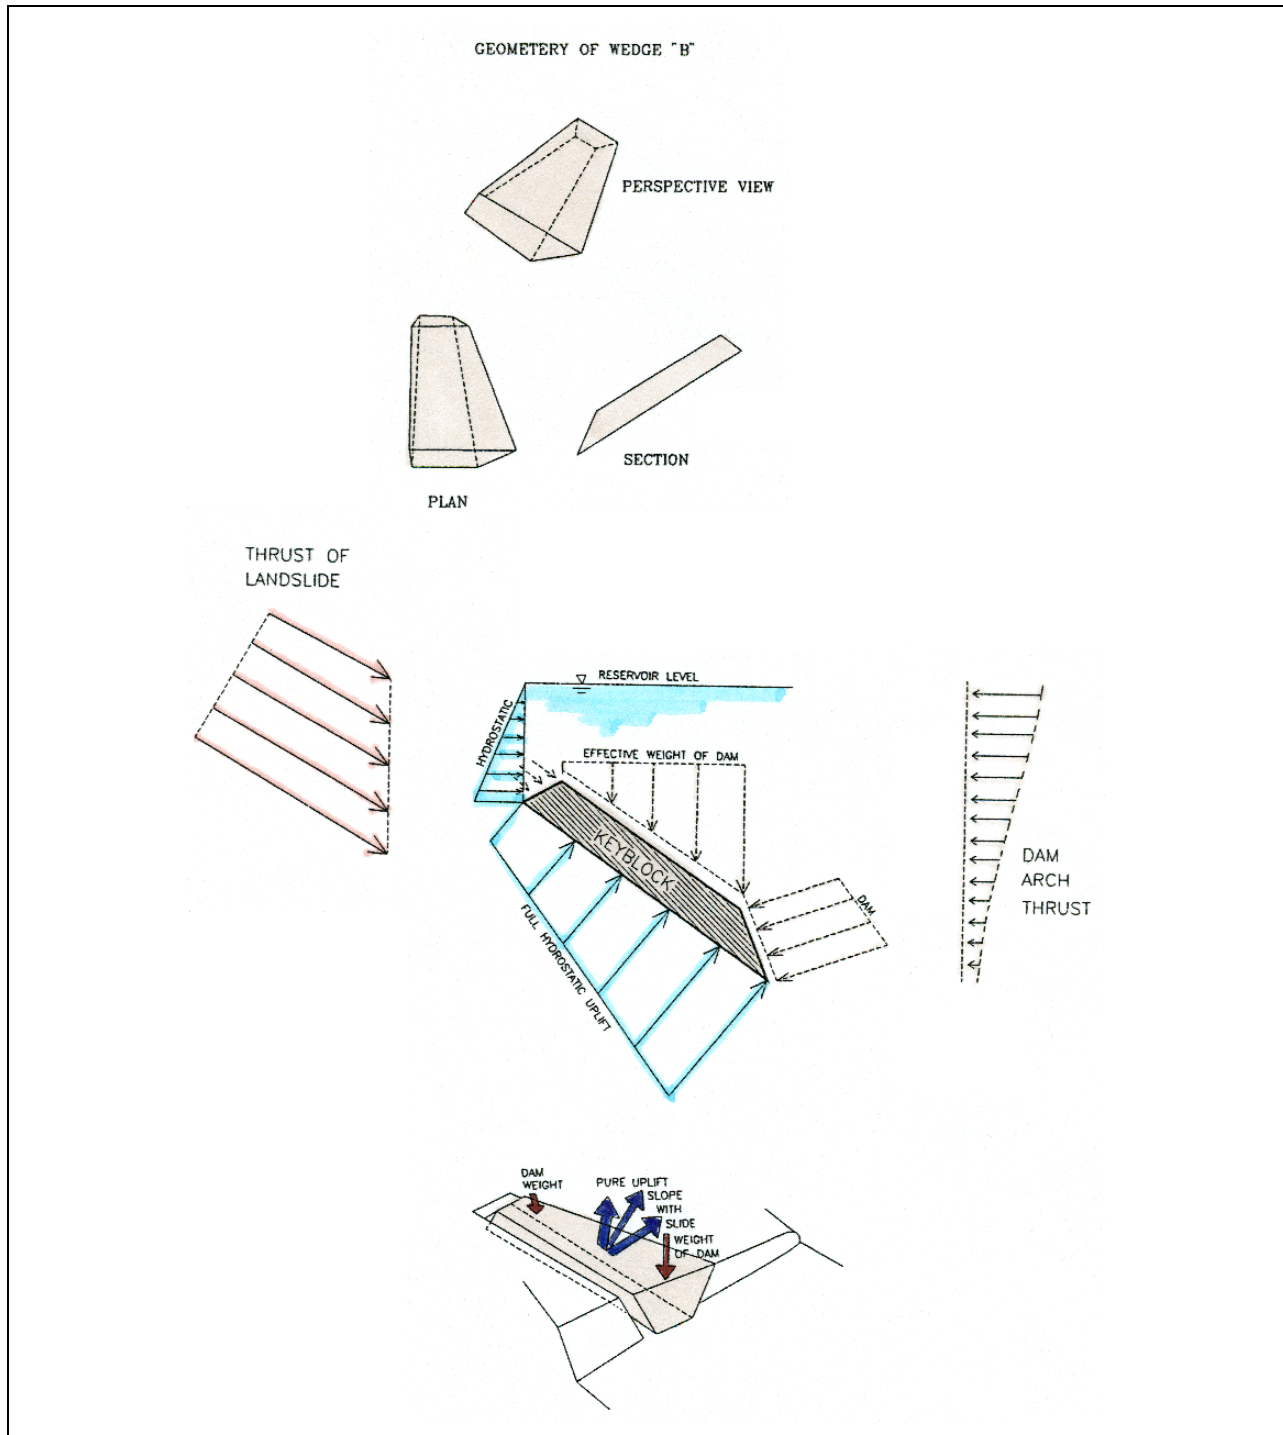 GEOMETERY OF WEDGE "B"
PERSPECTIVE VIEW
SECTION
PLAN
THRUST OF
LANDSLIDE
RESERVOIR LEVEL
HYDROSTATIC
EFFECTIVE WEIGHT OF DAM
KEYBLOCK
DAM
DAM
ARCH
THRUST
FULL HYDROSTATIC UPLIFT
DAM
WEIGHT
PURE UPLIFT
SLOPE
WITH
SLIDE
WEIGHT
OF DAM